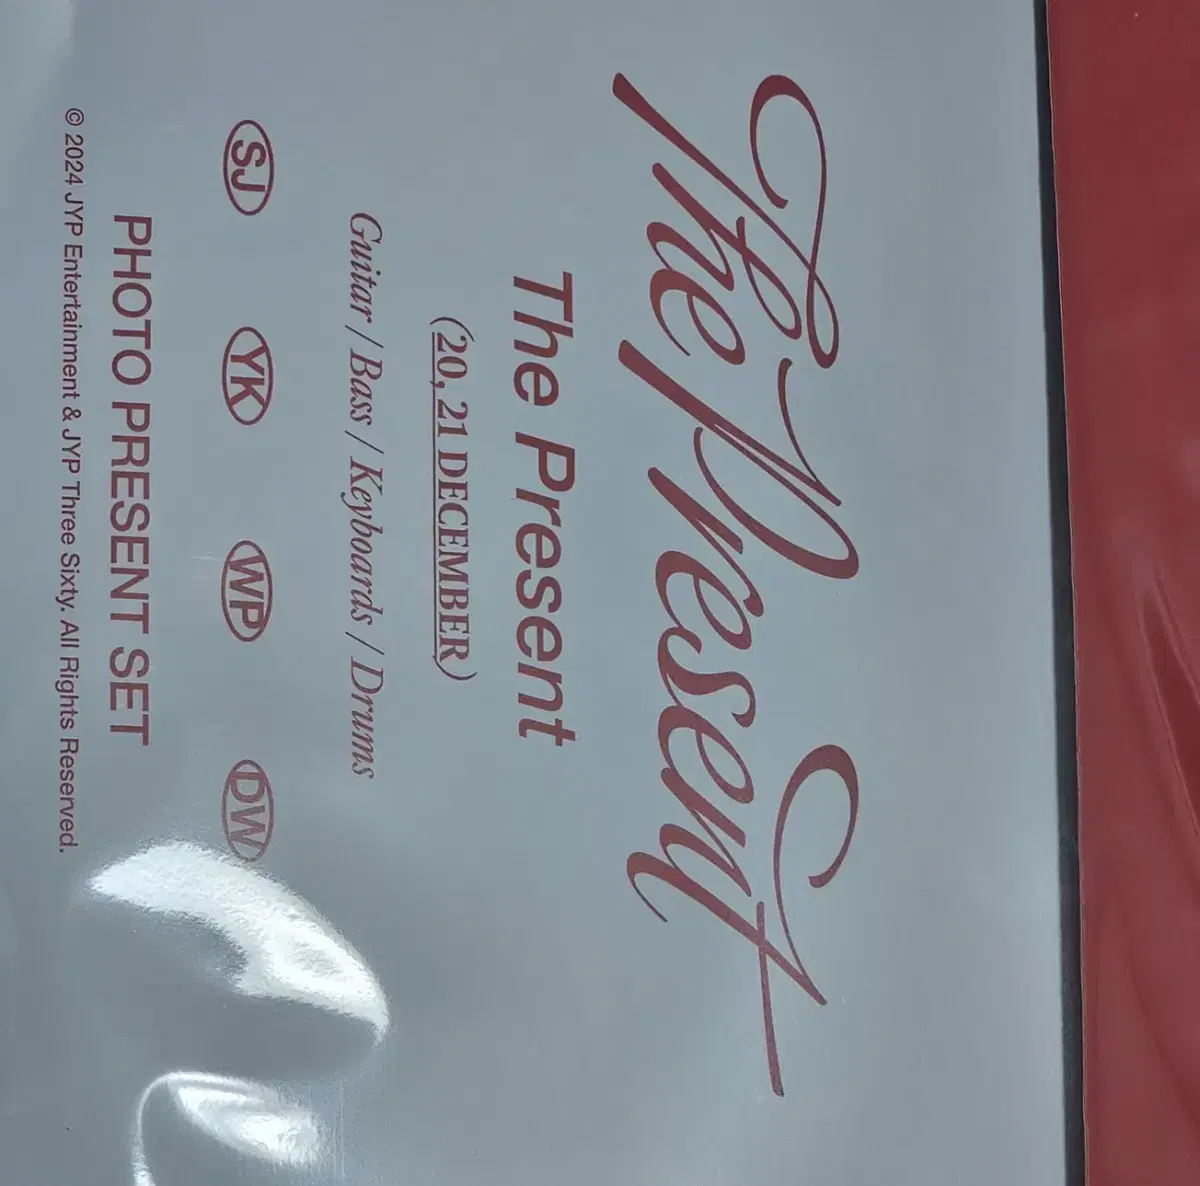 The Present
The Present
(20, 21 DECEMBER)
Guitar / Bass / Keyboards / Drums
SJ YK WP DW
PHOTO PRESENT SET
© 2024 JYP Entertainment & JYP Three Sixty. All Rights Reserved.